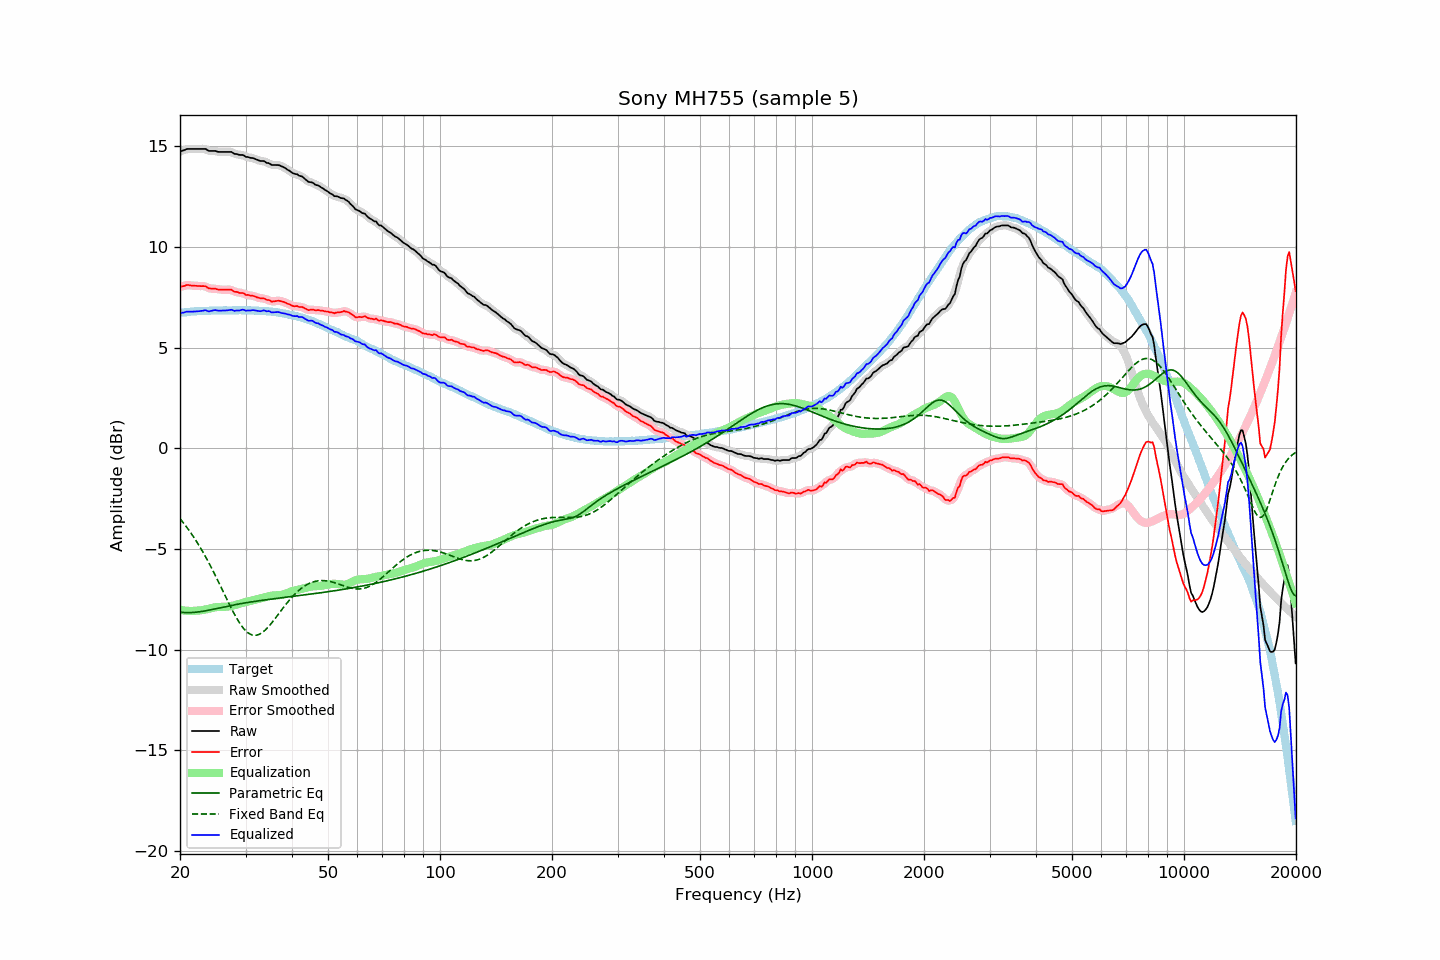 Sony MH755 (sample 5)
15
10
5
0
−5
−10
−15
−20
Amplitude (dBr)
Target
Raw Smoothed
Error Smoothed
Raw
Error
Equalization
Parametric Eq
Fixed Band Eq
Equalized
20 50 100 200 500 1000 2000 5000 10000 20000
Frequency (Hz)